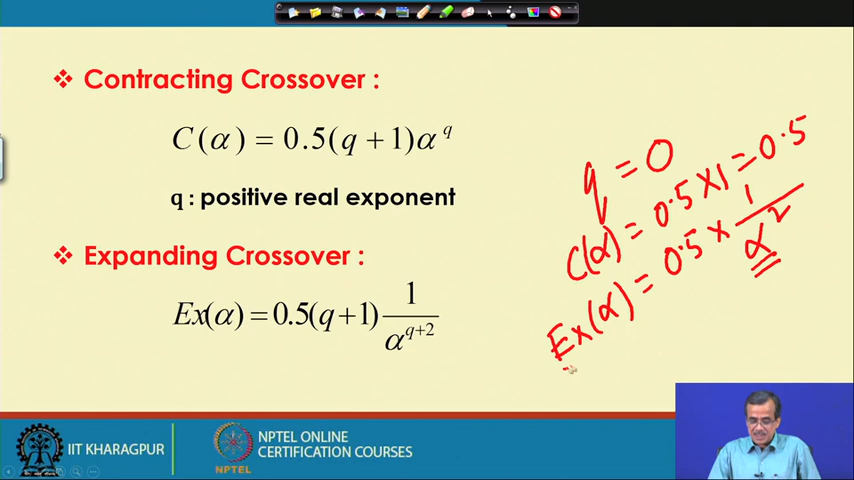 ❖ Contracting Crossover :
C(α) = 0.5(q+1)α^q
q : positive real exponent
❖ Expanding Crossover :
Ex(α) = 0.5(q+1) 1/α^(q+2)
q = 0
C(α) = 0.5×1 = 0.5
Ex(α) = 0.5 × 1/α^2
IIT KHARAGPUR
NPTEL
NPTEL ONLINE
CERTIFICATION COURSES